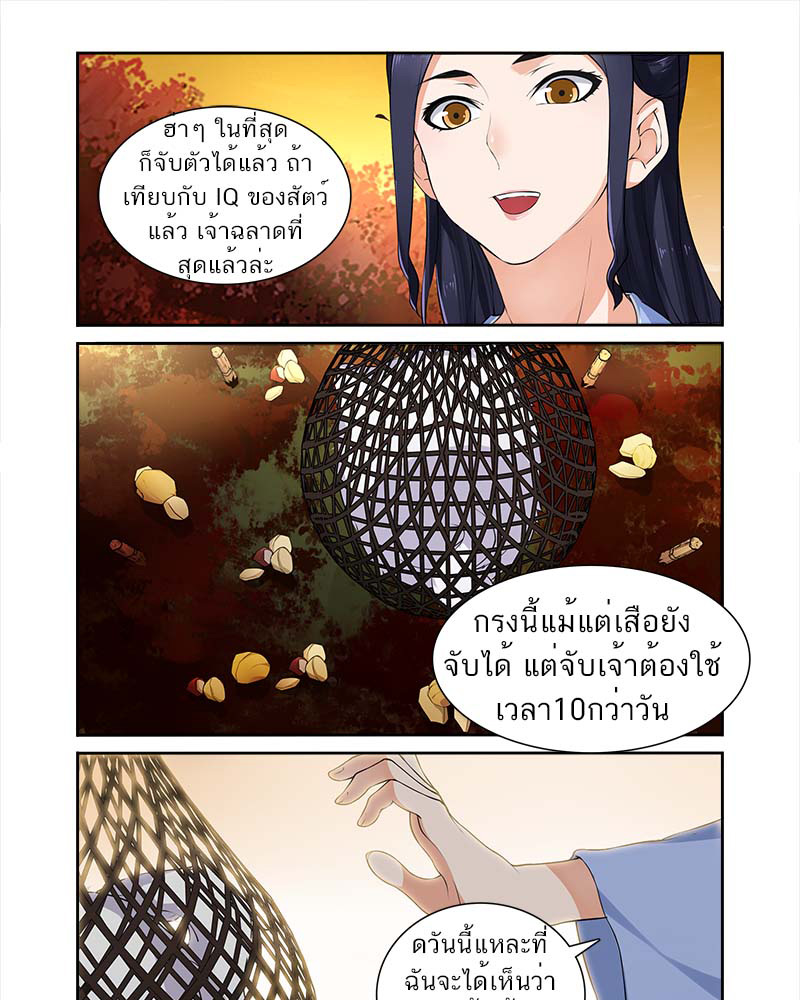 ฮ่าๆ ในที่สุด
ก็จับตัวได้แล้ว ถ้า
เทียบกับ IQ ของสัตว์
แล้ว เจ้าฉลาดที่
สุดแล้วล่ะ
กรงนี้แม้แต่เสือยัง
จับได้ แต่จับเจ้าต้องใช้
เวลา10กว่าวัน
ดวันนี้แหละที่
ฉันจะได้เห็นว่า